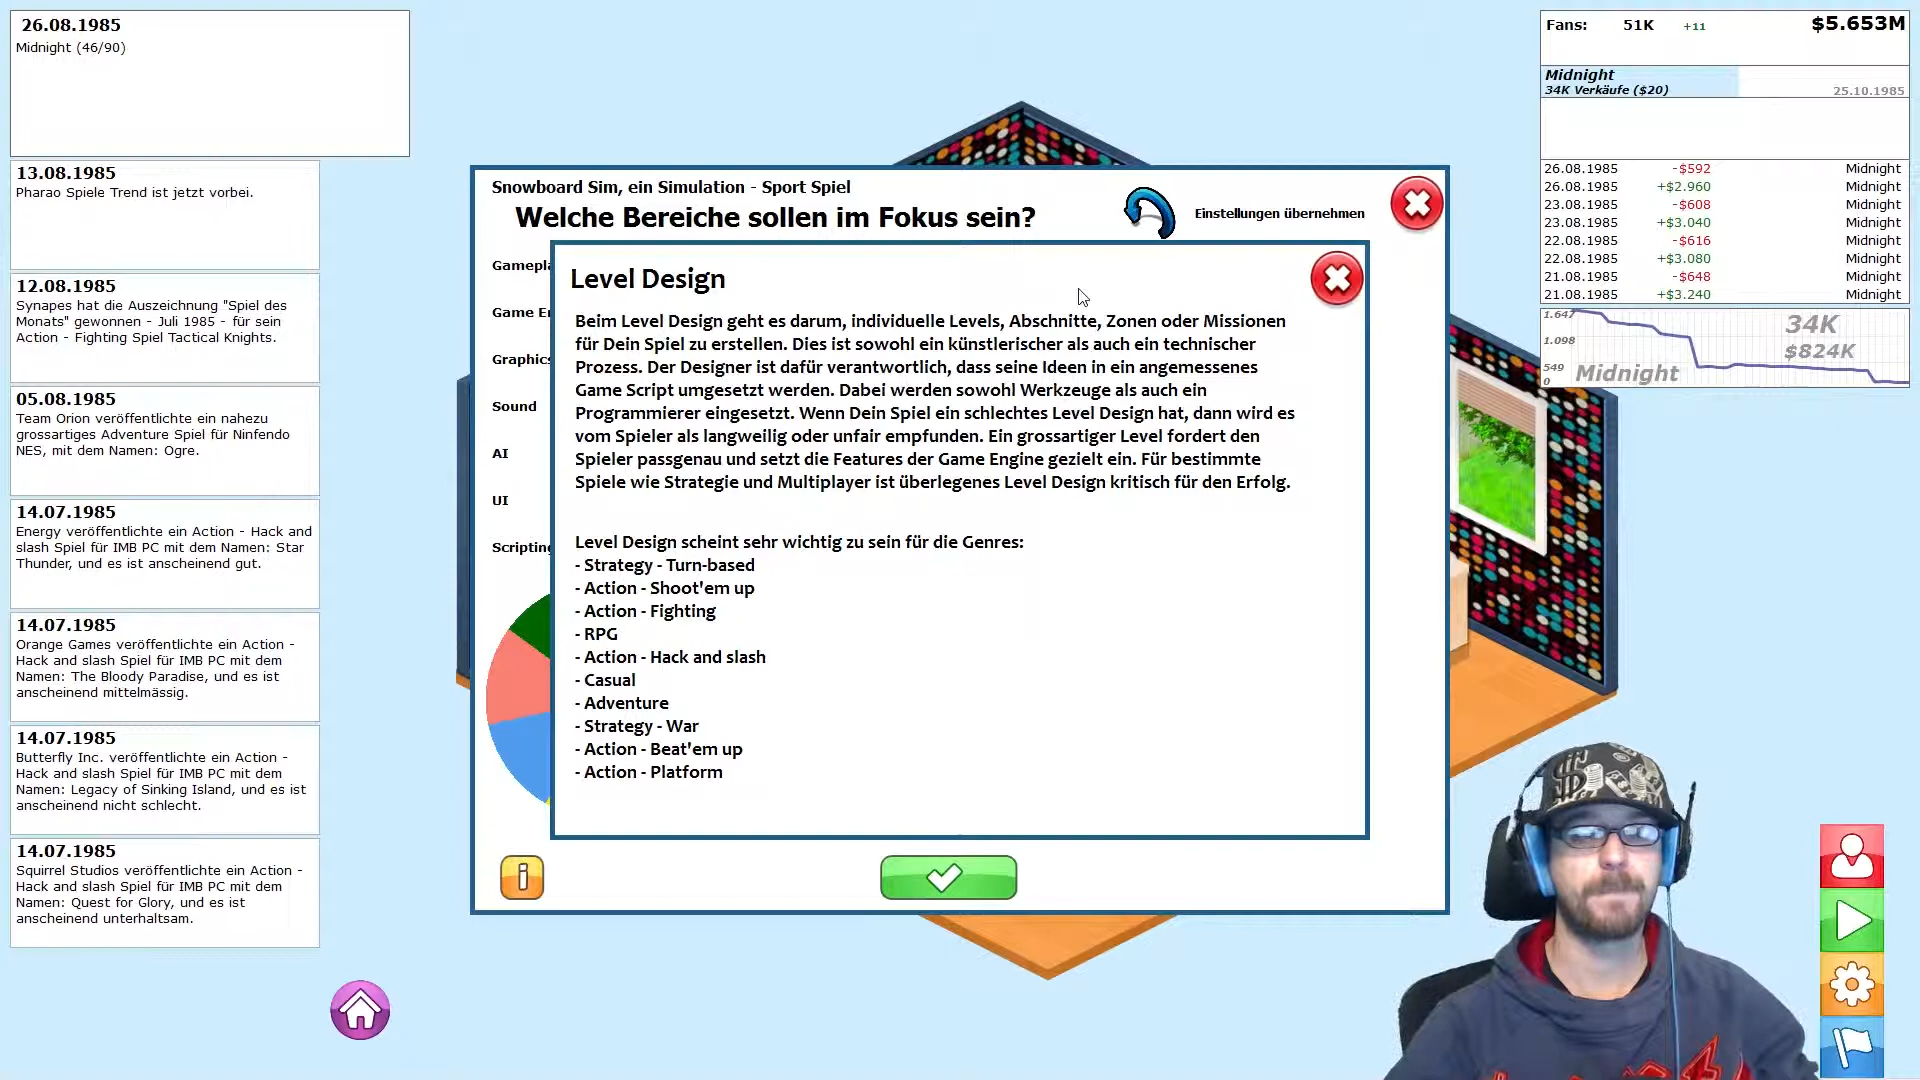 26.08.1985
Midnight (46/90)
13.08.1985
Pharao Spiele Trend ist jetzt vorbei.
12.08.1985
Synapes hat die Auszeichnung "Spiel des
Monats" gewonnen - Juli 1985 - für sein
Action - Fighting Spiel Tactical Knights.
05.08.1985
Team Orion veröffentlichte ein nahezu
grossartiges Adventure Spiel für Ninfendo
NES, mit dem Namen: Ogre.
14.07.1985
Energy veröffentlichte ein Action - Hack and
slash Spiel für IMB PC mit dem Namen: Star
Thunder, und es ist anscheinend gut.
14.07.1985
Orange Games veröffentlichte ein Action -
Hack and slash Spiel für IMB PC mit dem
Namen: The Bloody Paradise, und es ist
anscheinend mittelmässig.
14.07.1985
Butterfly Inc. veröffentlichte ein Action -
Hack and slash Spiel für IMB PC mit dem
Namen: Legacy of Sinking Island, und es ist
anscheinend nicht schlecht.
14.07.1985
Squirrel Studios veröffentlichte ein Action -
Hack and slash Spiel für IMB PC mit dem
Namen: Quest for Glory, und es ist
anscheinend unterhaltsam.
Snowboard Sim, ein Simulation - Sport Spiel
Welche Bereiche sollen im Fokus sein?
Einstellungen übernehmen
Gamepla
Game E
Graphics
Sound
AI
UI
Scripting
Level Design
Beim Level Design geht es darum, individuelle Levels, Abschnitte, Zonen oder Missionen
für Dein Spiel zu erstellen. Dies ist sowohl ein künstlerischer als auch ein technischer
Prozess. Der Designer ist dafür verantwortlich, dass seine Ideen in ein angemessenes
Game Script umgesetzt werden. Dabei werden sowohl Werkzeuge als auch ein
Programmierer eingesetzt. Wenn Dein Spiel ein schlechtes Level Design hat, dann wird es
vom Spieler als langweilig oder unfair empfunden. Ein grossartiger Level fordert den
Spieler passgenau und setzt die Features der Game Engine gezielt ein. Für bestimmte
Spiele wie Strategie und Multiplayer ist überlegenes Level Design kritisch für den Erfolg.
Level Design scheint sehr wichtig zu sein für die Genres:
- Strategy - Turn-based
- Action - Shoot'em up
- Action - Fighting
- RPG
- Action - Hack and slash
- Casual
- Adventure
- Strategy - War
- Action - Beat'em up
- Action - Platform
i
Fans: 51K +11 $5.653M
Midnight
34K Verkäufe ($20) 25.10.1985
26.08.1985 -$592 Midnight
26.08.1985 +$2.960 Midnight
23.08.1985 -$608 Midnight
23.08.1985 +$3.040 Midnight
22.08.1985 -$616 Midnight
22.08.1985 +$3.080 Midnight
21.08.1985 -$648 Midnight
21.08.1985 +$3.240 Midnight
1.647
34K
1.098
$824K
549
Midnight
0